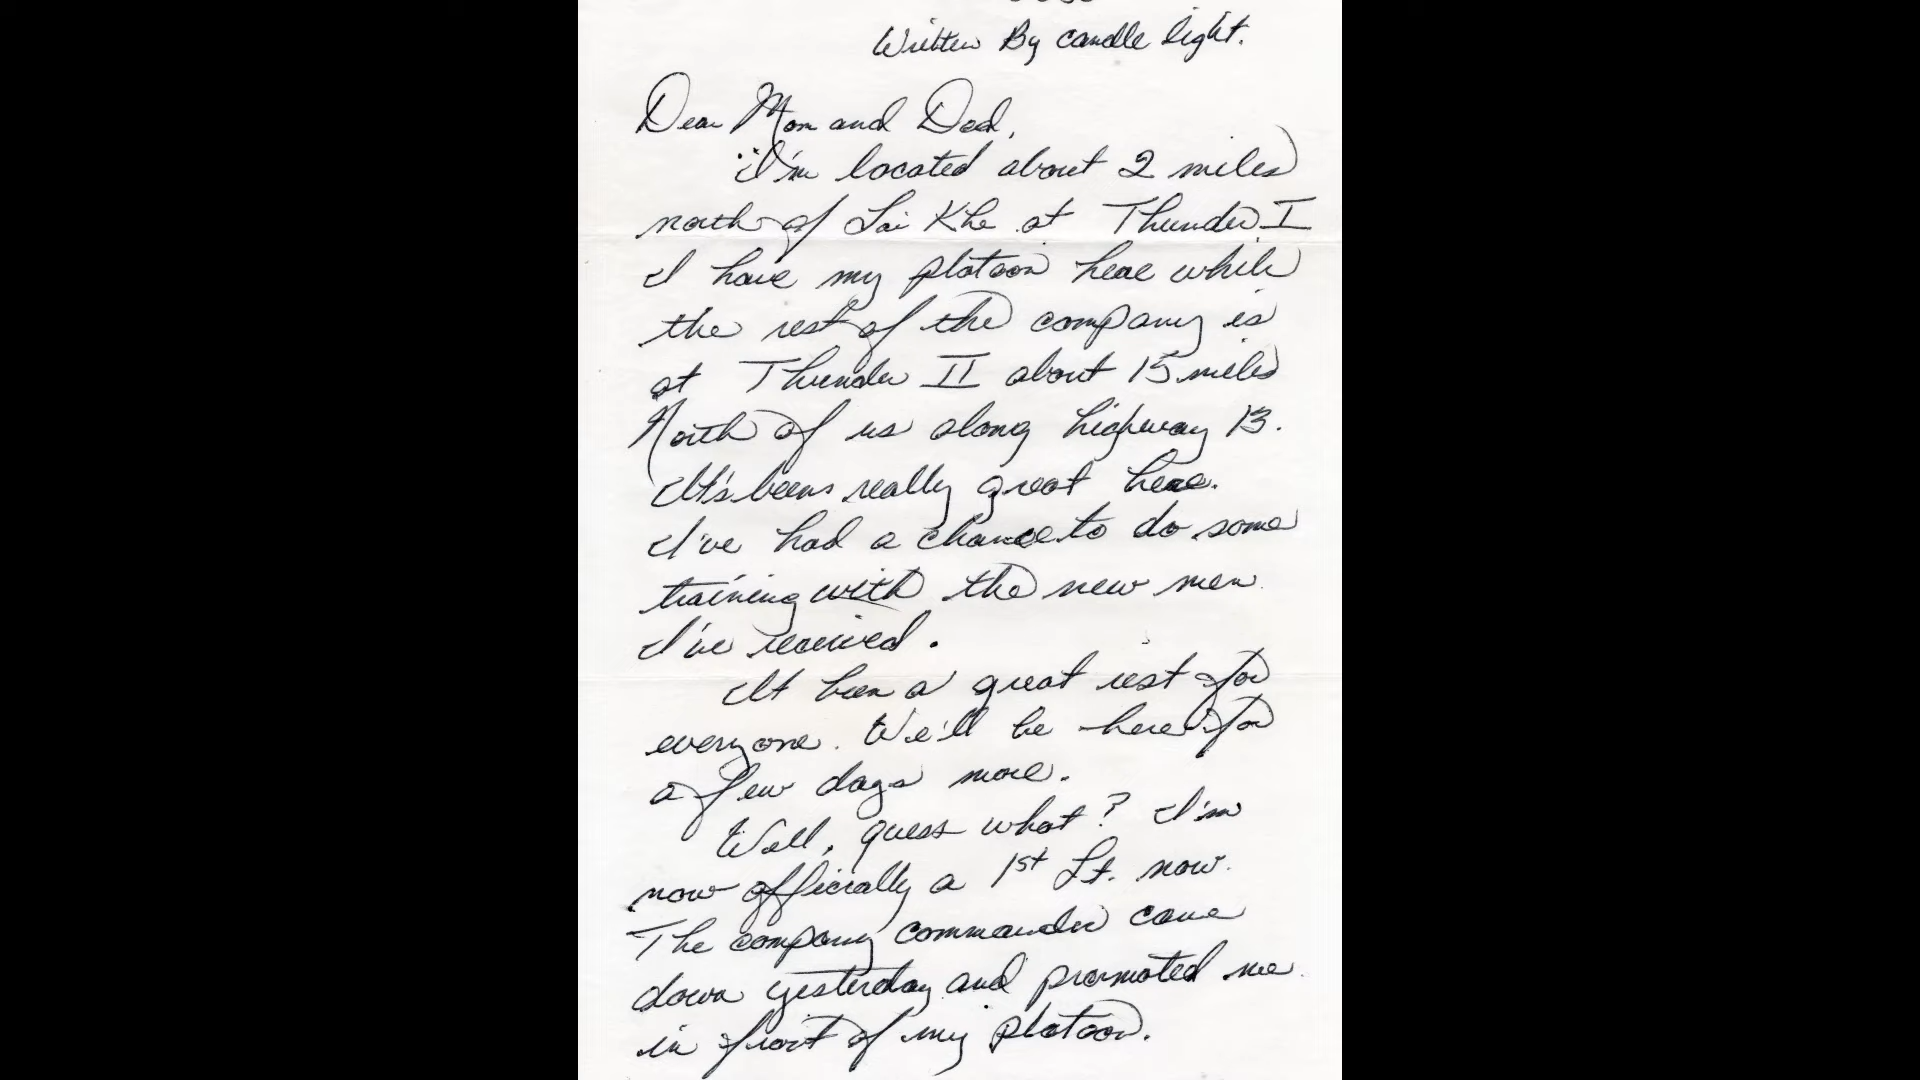 Written By candle light.
Dear Mom and Dad,
I'm located about 2 miles
north of Lai Khe at Thunder I
I have my platoon here while
the rest of the company is
at Thunder II about 15 miles
North of us along highway 13.
It's been really great here.
I've had a chance to do some
training with the new men
I've received.
It been a great rest for
everyone. We'll be here for
a few days more.
Well, guess what? I'm
now officially a 1st Lt. now.
The company commander came
down yesterday and promoted me
in front of my platoon.